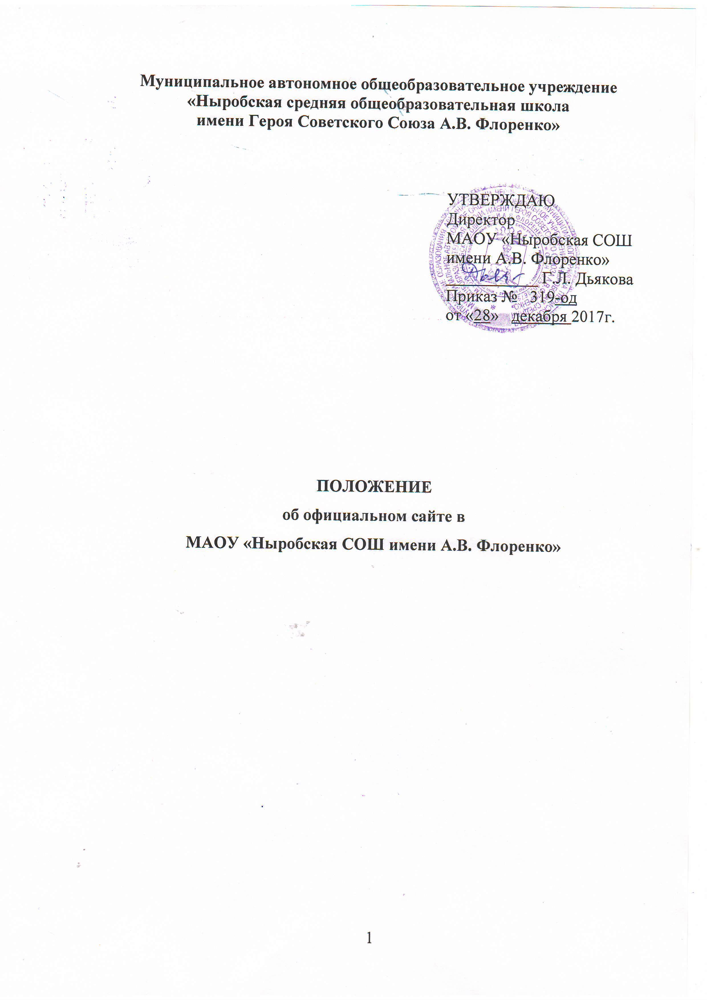 Муниципальное автономное общеобразовательное учреждение
«Ныробская средняя общеобразовательная школа
имени Героя Советского Союза А.В. Флоренко»
УТВЕРЖДАЮ
Директор
МАОУ «Ныробская СОШ
имени А.В. Флоренко»
Г.Л. Дьякова
Приказ № 319-од
от «28» декабря 2017г.
ПОЛОЖЕНИЕ
об официальном сайте в
МАОУ «Ныробская СОШ имени А.В. Флоренко»
1